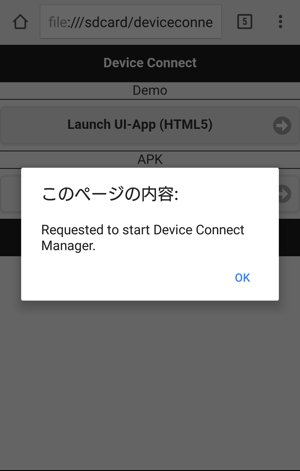 file:///sdcard/deviceconne
5
Device Connect
Demo
Launch UI-App (HTML5)
APK
このページの内容:
Requested to start Device Connect
Manager.
OK